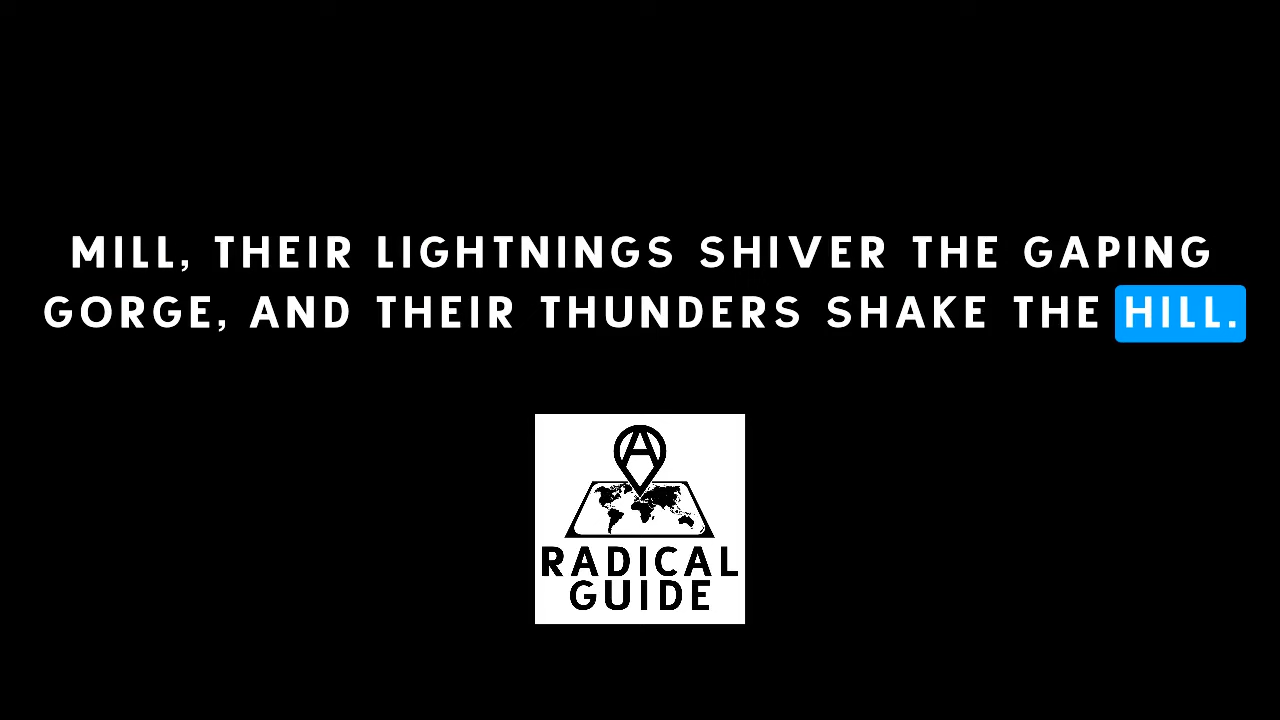 MILL, THEIR LIGHTNINGS SHIVER THE GAPING
GORGE, AND THEIR THUNDERS SHAKE THE HILL.
A
RADICAL
GUIDE